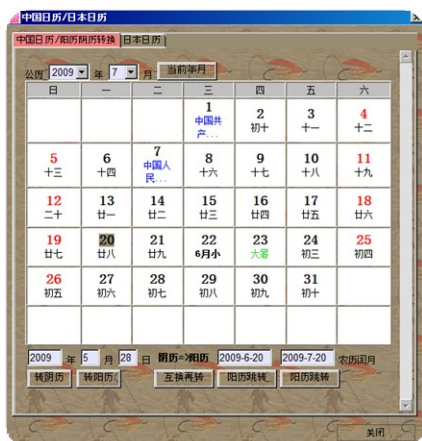 中国日历/日本日历
中国日历/阳历阴历转换 日本日历
公历 2009 年 7 月 当前年月
日 一 二 三 四 五 六
1 2 3 4
中国共产... 初十 十一 十二
5 6 7 8 9 10 11
十三 十四 中国人民... 十六 十七 十八 十九
12 13 14 15 16 17 18
二十 廿一 廿二 廿三 廿四 廿五 廿六
19 20 21 22 23 24 25
廿七 廿八 廿九 6月小 大暑 初三 初四
26 27 28 29 30 31
初五 初六 初七 初八 初九 初十
2009 年 5 月 28 日 阴历=>阳历 2009-6-20 2009-7-20 农历闰月
转阴历 转阳历 互换再转 阳历跳转 阳历跳转
关闭